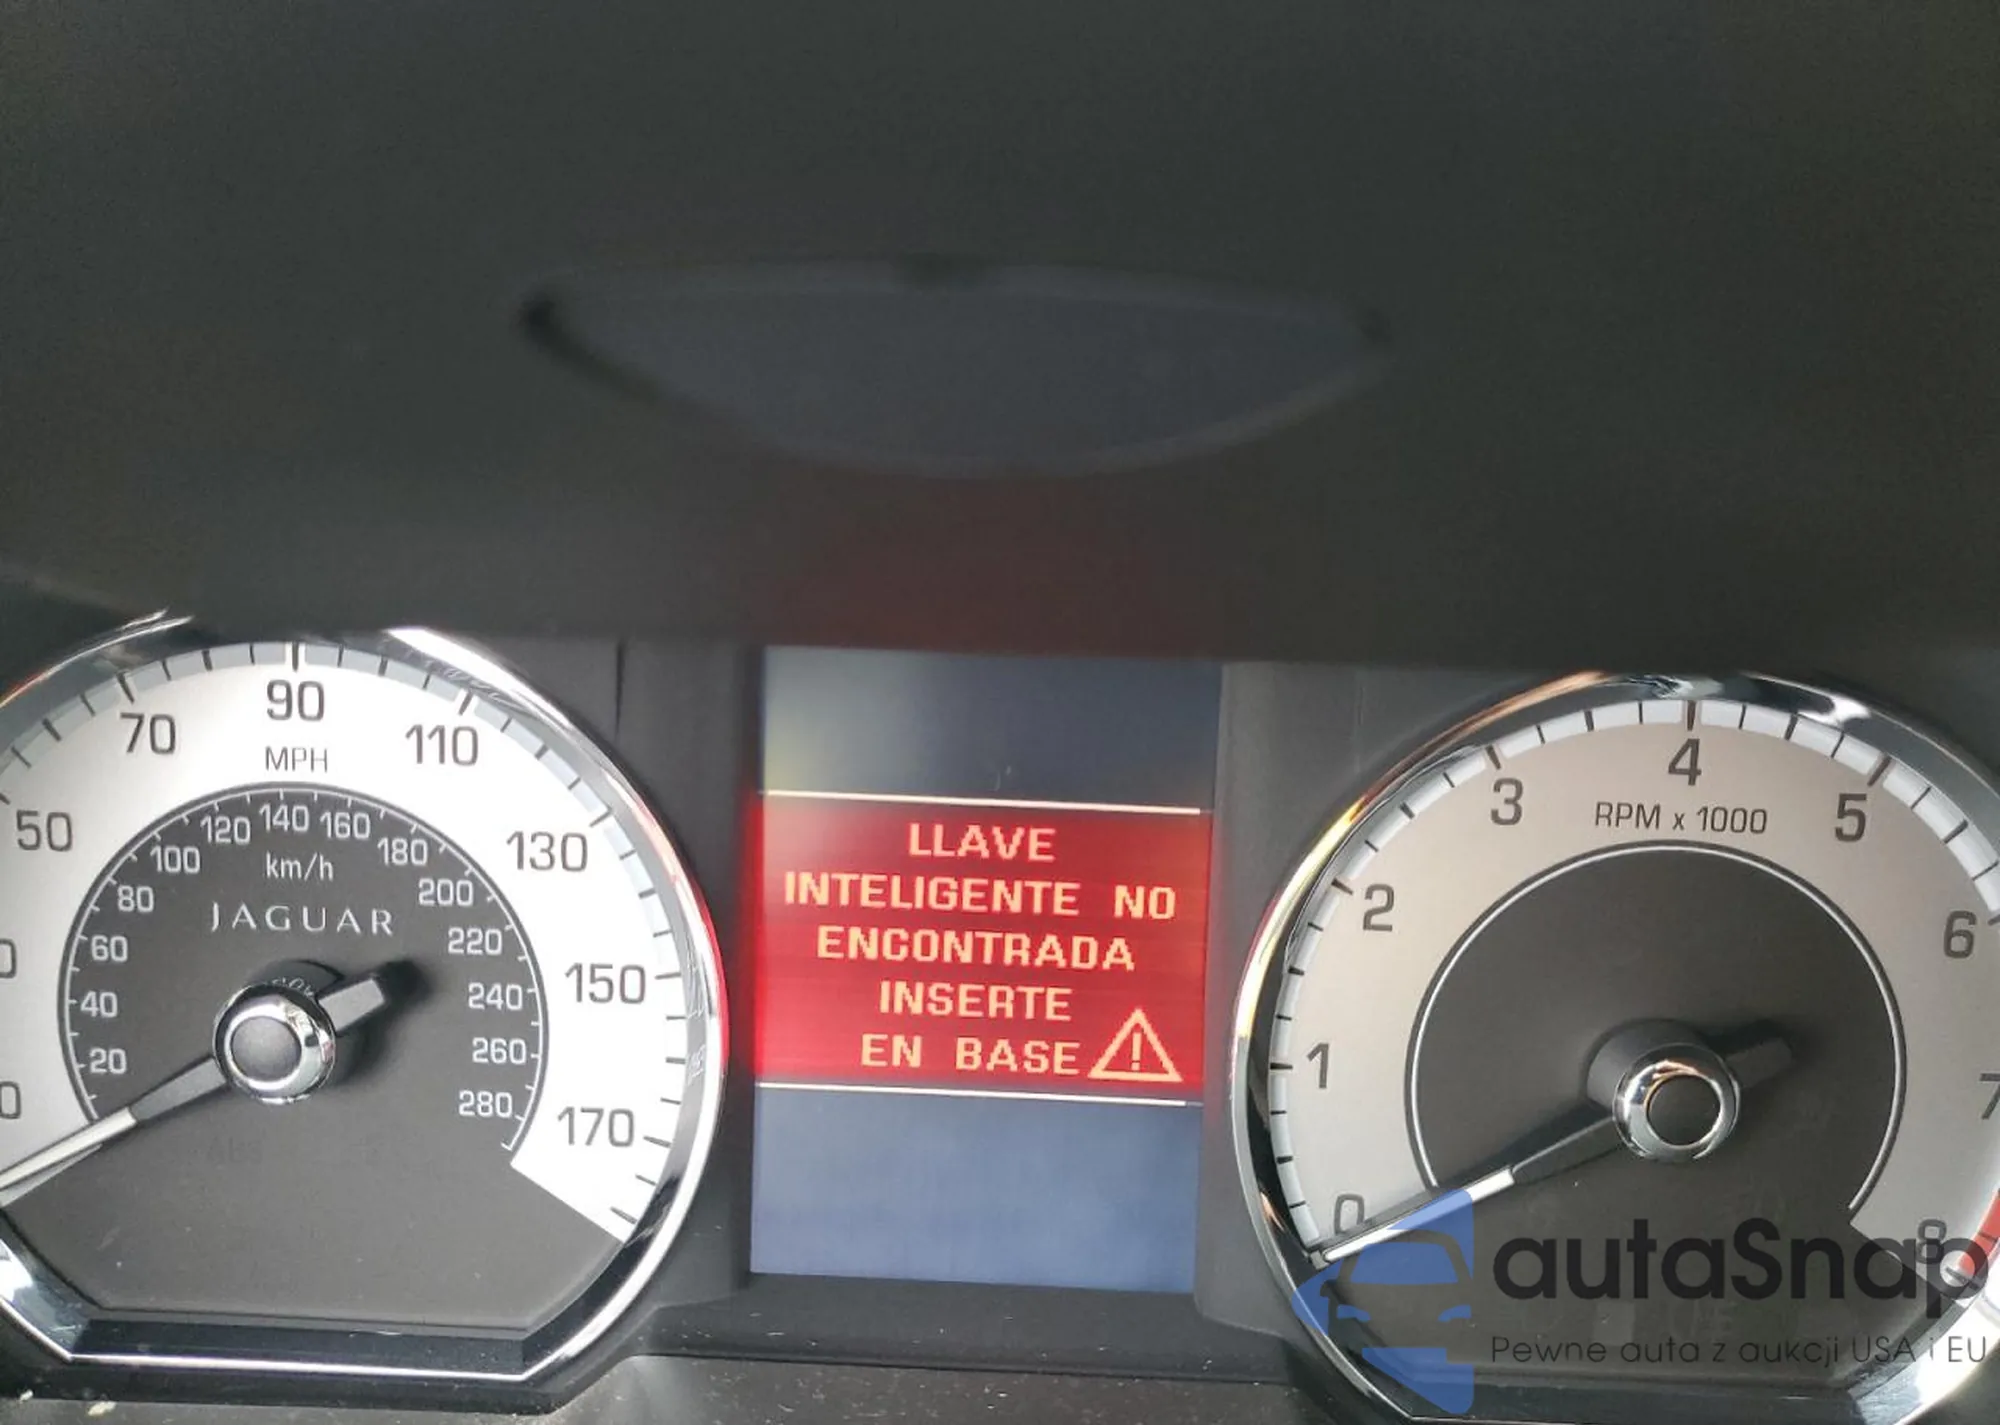 90
70
110
MPH
50
130
140
120
160
100
180
km/h
80
200
JAGUAR
60
220
150
40
240
20
260
280
170
LLAVE
INTELIGENTE NO
ENCONTRADA
INSERTE
EN BASE
4
3
5
RPM x 1000
2
6
1
7
0
8
autaSnap
Pewne auta z aukcji USA i EU